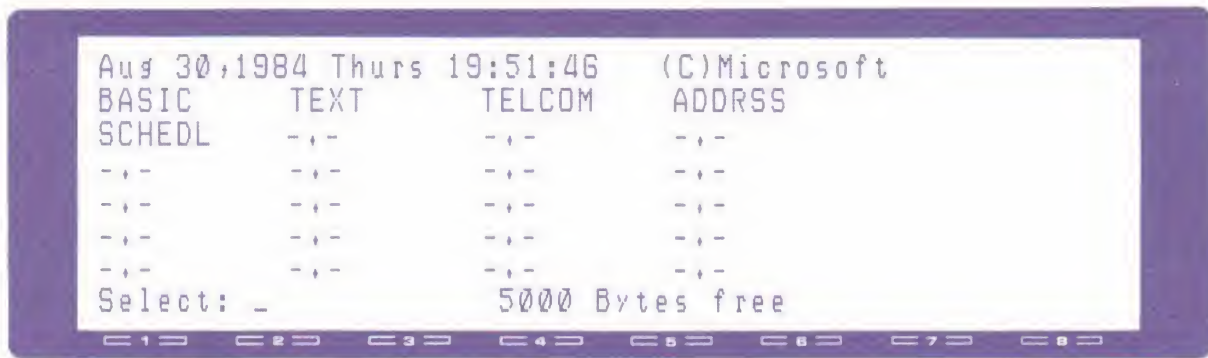 Aug 30,1984 Thurs 19:51:46 (C)Microsoft
BASIC TEXT TELCOM ADDRSS
SCHEDL -.- -.- -.-
-.- -.- -.- -.-
-.- -.- -.- -.-
-.- -.- -.- -.-
-.- -.- -.- -.-
Select: _ 5000 Bytes free
1 2 3 4 5 6 7 8